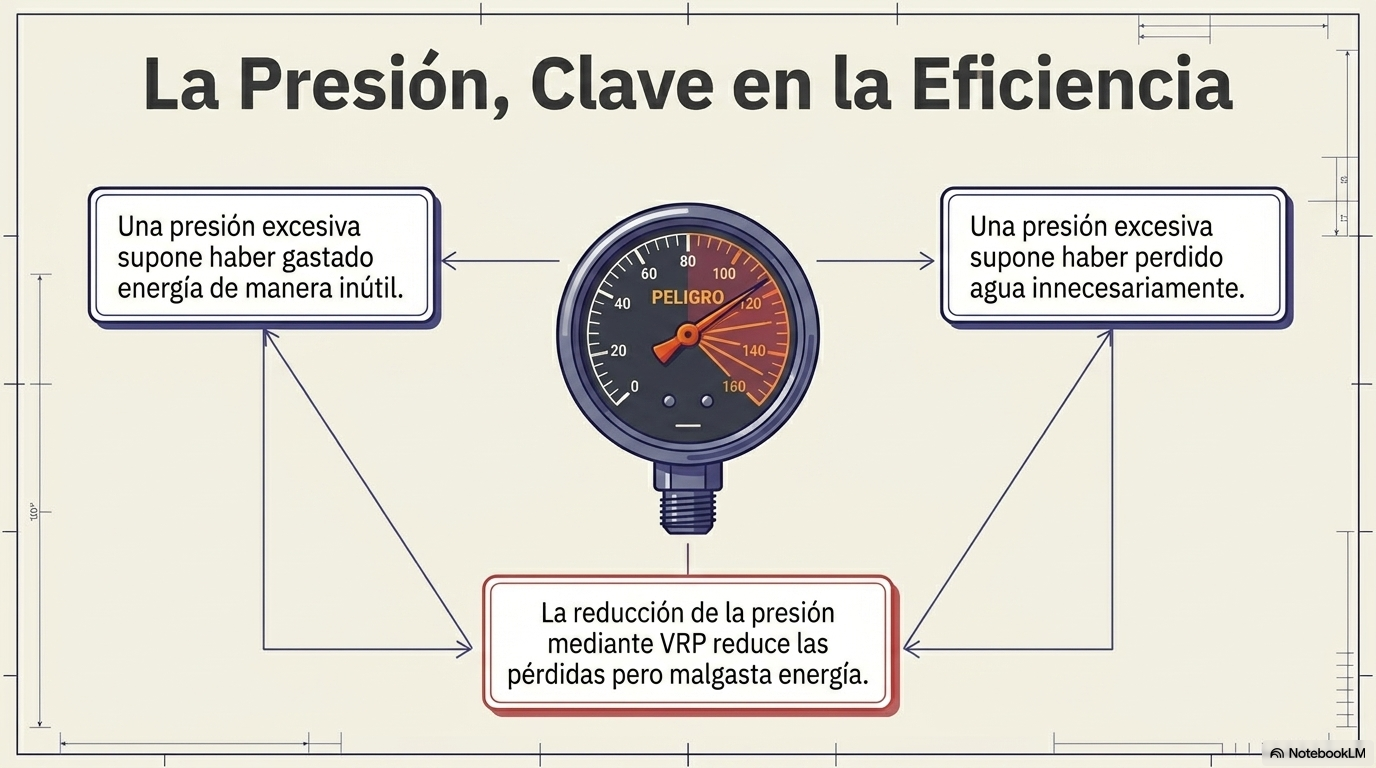 La Presión, Clave en la Eficiencia
Una presión excesiva
supone haber gastado
energía de manera inútil.
Una presión excesiva
supone haber perdido
agua innecesariamente.
PELIGRO
0
20
40
60
80
100
120
140
160
La reducción de la presión
mediante VRP reduce las
pérdidas pero malgasta energía.
NotebookLM